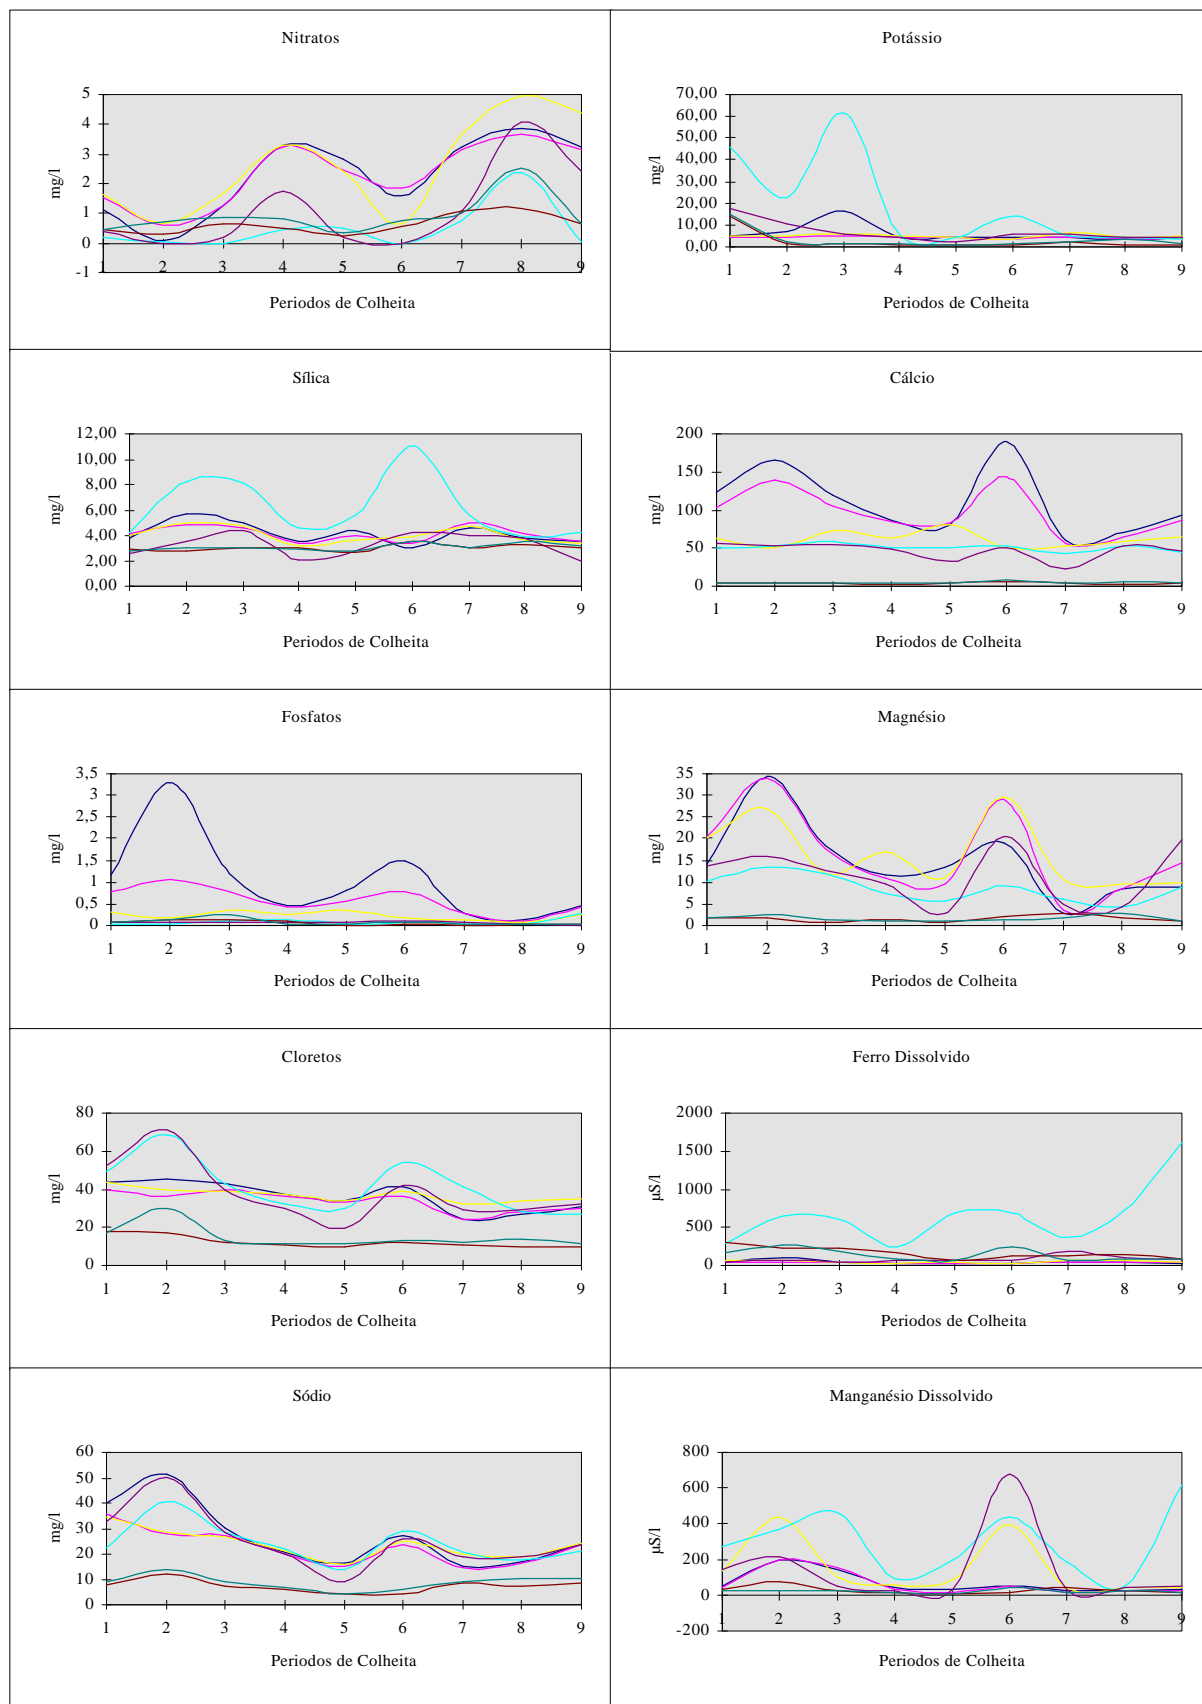 Nitratos
5
4
3
2
1
0
-1
mg/l
1 2 3 4 5 6 7 8 9
Periodos de Colheita
Potássio
70,00
60,00
50,00
40,00
30,00
20,00
10,00
0,00
mg/l
1 2 3 4 5 6 7 8 9
Periodos de Colheita
Sílica
12,00
10,00
8,00
6,00
4,00
2,00
0,00
mg/l
1 2 3 4 5 6 7 8 9
Periodos de Colheita
Cálcio
200
150
100
50
0
mg/l
1 2 3 4 5 6 7 8 9
Periodos de Colheita
Fosfatos
3,5
3
2,5
2
1,5
1
0,5
0
mg/l
1 2 3 4 5 6 7 8 9
Periodos de Colheita
Magnésio
35
30
25
20
15
10
5
0
mg/l
1 2 3 4 5 6 7 8 9
Periodos de Colheita
Cloretos
80
60
40
20
0
mg/l
1 2 3 4 5 6 7 8 9
Periodos de Colheita
Ferro Dissolvido
2000
1500
1000
500
0
µS/l
1 2 3 4 5 6 7 8 9
Periodos de Colheita
Sódio
60
50
40
30
20
10
0
mg/l
1 2 3 4 5 6 7 8 9
Periodos de Colheita
Manganésio Dissolvido
800
600
400
200
0
-200
µS/l
1 2 3 4 5 6 7 8 9
Periodos de Colheita